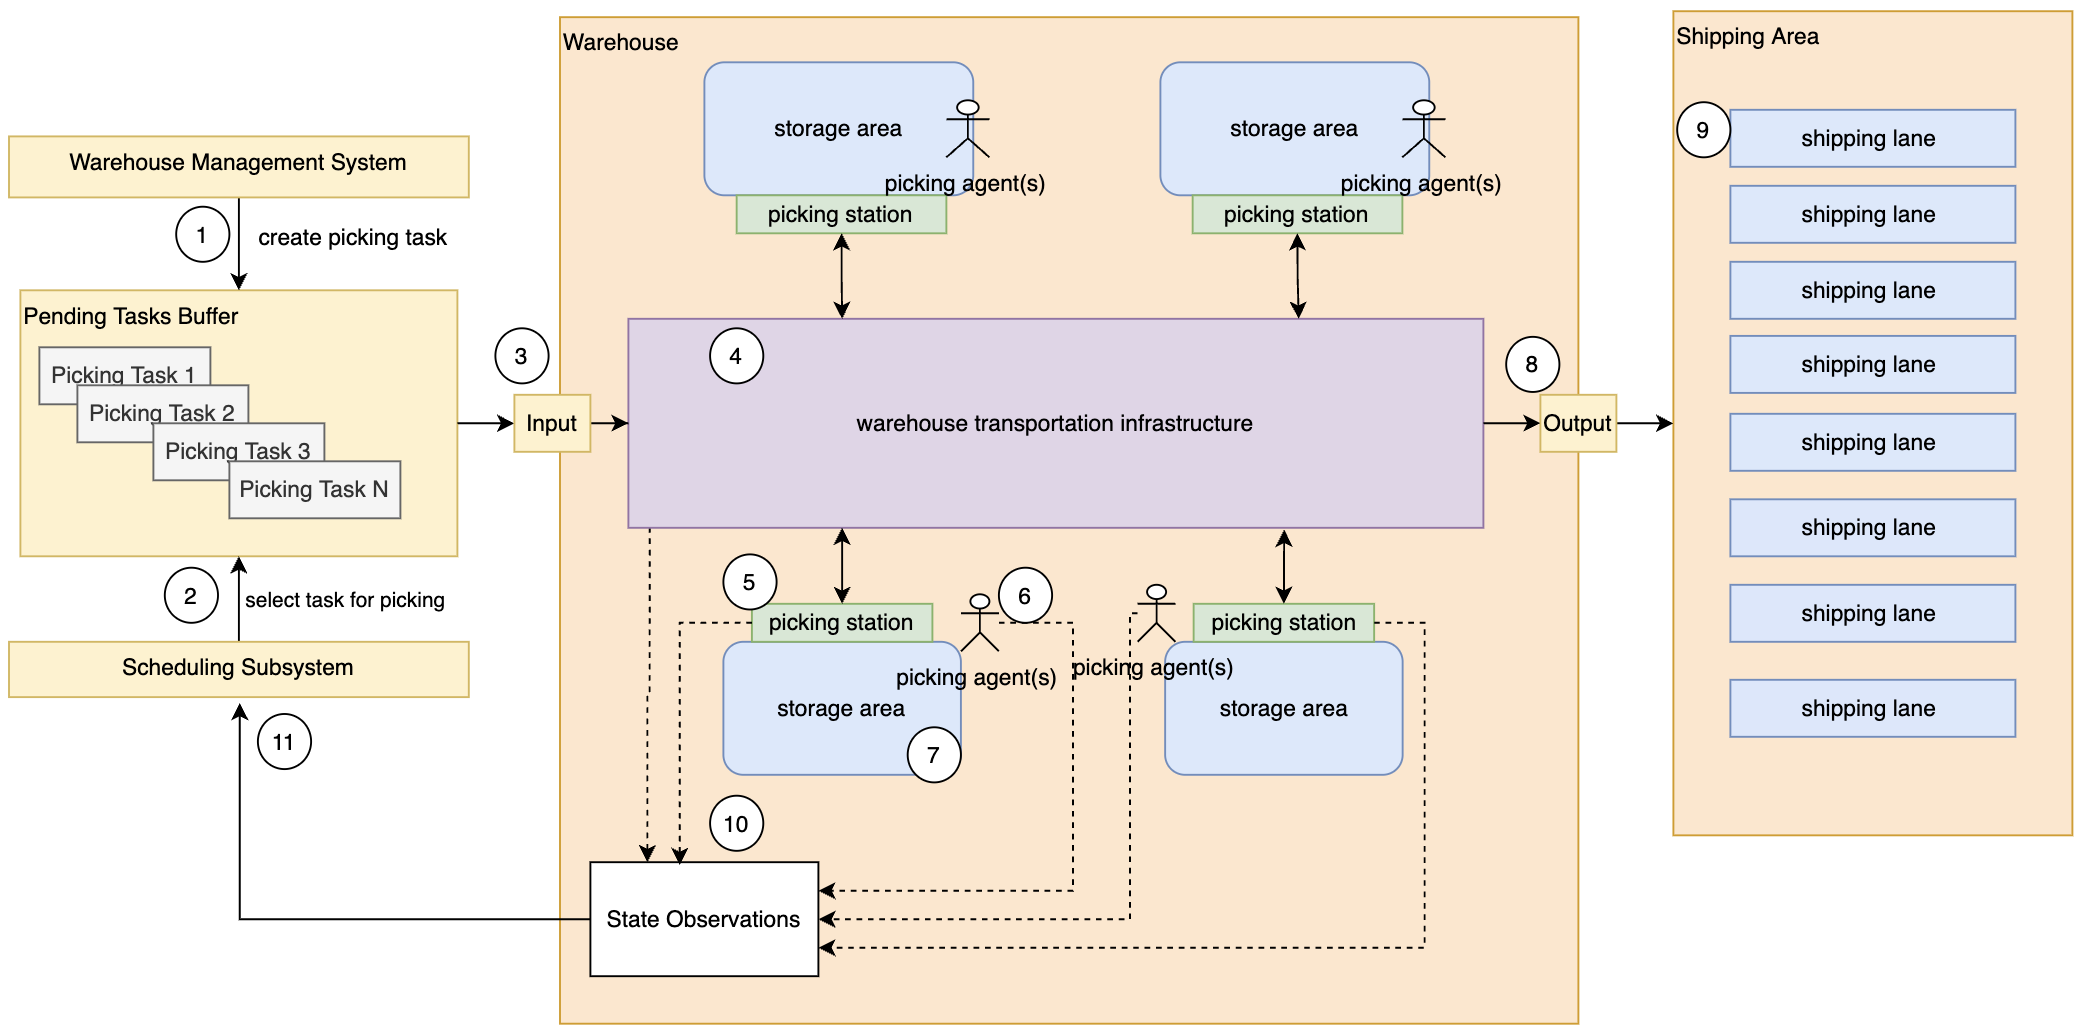 Warehouse Management System
1
create picking task
Pending Tasks Buffer
Picking Task 1
Picking Task 2
Picking Task 3
Picking Task N
2
select task for picking
Scheduling Subsystem
11
3
Input
Warehouse
storage area
picking agent(s)
picking station
storage area
picking agent(s)
picking station
4
warehouse transportation infrastructure
5
picking station
6
picking agent(s)
storage area
7
picking agent(s)
picking station
storage area
10
State Observations
8
Output
Shipping Area
9
shipping lane
shipping lane
shipping lane
shipping lane
shipping lane
shipping lane
shipping lane
shipping lane